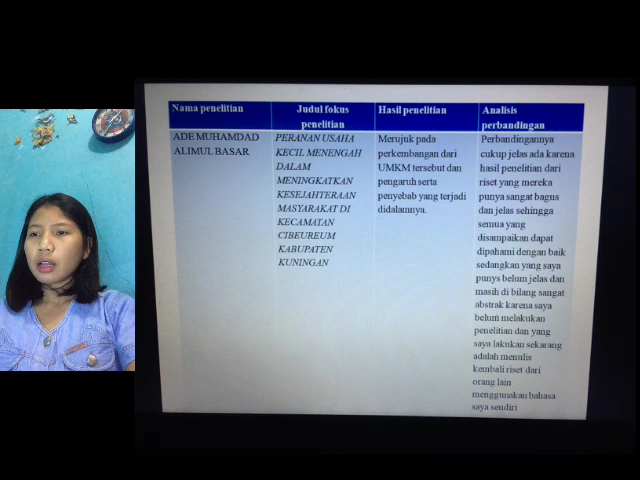 Nama penelitian
Judul fokus
penelitian
Hasil penelitian
Analisis
perbandingan
ADE MUHAMDAD
ALIMUL BASAR
PERANAN USAHA
KECIL MENENGAH
DALAM
MENINGKATKAN
KESEJAHTERAAN
MASYARAKAT DI
KECAMATAN
CIBEUREUM
KABUPATEN
KUNINGAN
Merujuk pada
perkembangan dari
UMKM tersebut dan
pengaruh serta
penyebab yang terjadi
didalamnya.
Perbandingannya
cukup jelas ada karena
hasil penelitian dari
riset yang mereka
punya sangat bagus
dan jelas sehingga
semua yang
disampaikan dapat
dipahami dengan baik
sedangkan yang saya
punys belum jelas dan
masih di bilang sangat
abstrak karena saya
belum melakukan
penelitian dan yang
saya lakukan sekarang
adalah menulis
kembali riset dari
orang lain
menggunakan bahasa
saya sendiri